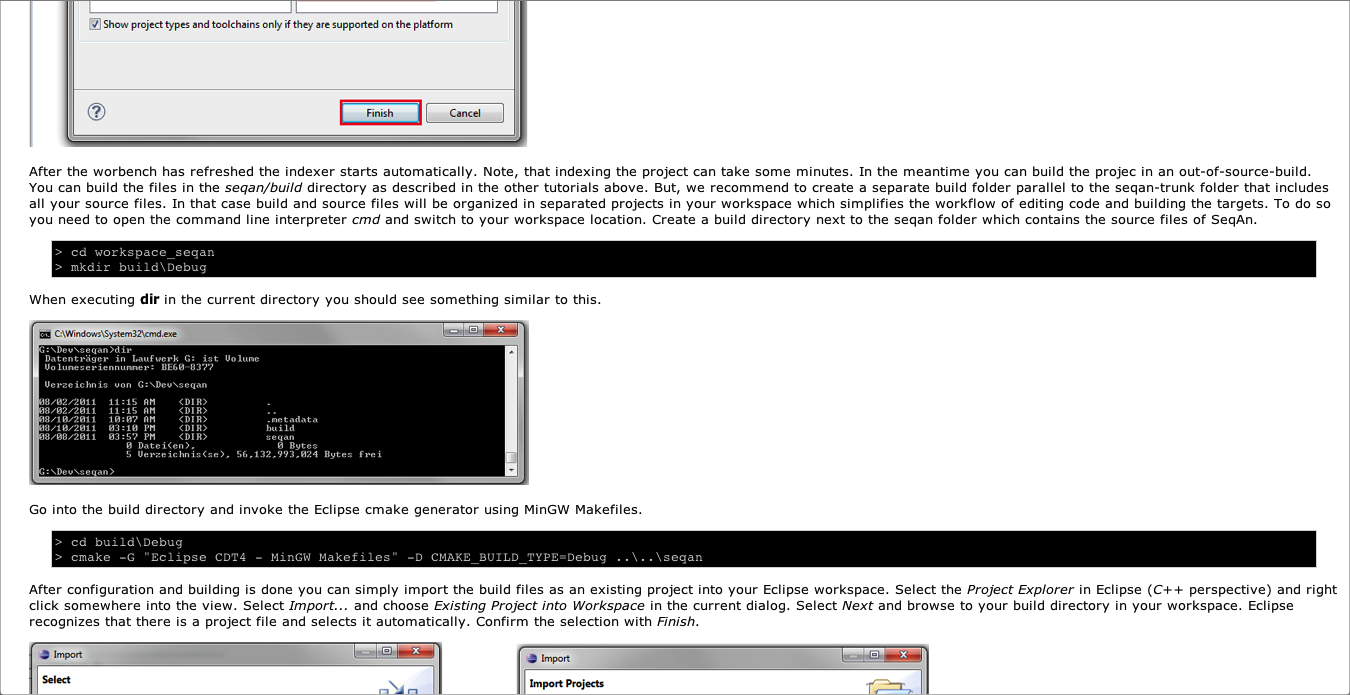 Show project types and toolchains only if they are supported on the platform
Finish Cancel
After the worbench has refreshed the indexer starts automatically. Note, that indexing the project can take some minutes. In the meantime you can build the projec in an out-of-source-build.
You can build the files in the seqan/build directory as described in the other tutorials above. But, we recommend to create a separate build folder parallel to the seqan-trunk folder that includes
all your source files. In that case build and source files will be organized in separated projects in your workspace which simplifies the workflow of editing code and building the targets. To do so
you need to open the command line interpreter cmd and switch to your workspace location. Create a build directory next to the seqan folder which contains the source files of SeqAn.
> cd workspace_seqan
> mkdir build\Debug
When executing dir in the current directory you should see something similar to this.
C:\Windows\System32\cmd.exe
G:\Dev\seqan>dir
Datenträger in Laufwerk G: ist Volume
Volumeseriennummer: BE60-8377
Verzeichnis von G:\Dev\seqan
08/02/2011 11:15 AM <DIR> .
08/02/2011 11:15 AM <DIR> ..
08/10/2011 10:07 AM <DIR> .metadata
08/10/2011 03:10 PM <DIR> build
08/08/2011 03:57 PM <DIR> seqan
0 Datei(en), 0 Bytes
5 Verzeichnis(se), 56,132,993,024 Bytes frei
G:\Dev\seqan>
Go into the build directory and invoke the Eclipse cmake generator using MinGW Makefiles.
> cd build\Debug
> cmake -G "Eclipse CDT4 - MinGW Makefiles" -D CMAKE_BUILD_TYPE=Debug ..\..\seqan
After configuration and building is done you can simply import the build files as an existing project into your Eclipse workspace. Select the Project Explorer in Eclipse (C++ perspective) and right
click somewhere into the view. Select Import... and choose Existing Project into Workspace in the current dialog. Select Next and browse to your build directory in your workspace. Eclipse
recognizes that there is a project file and selects it automatically. Confirm the selection with Finish.
Import
Select
Import
Import Projects